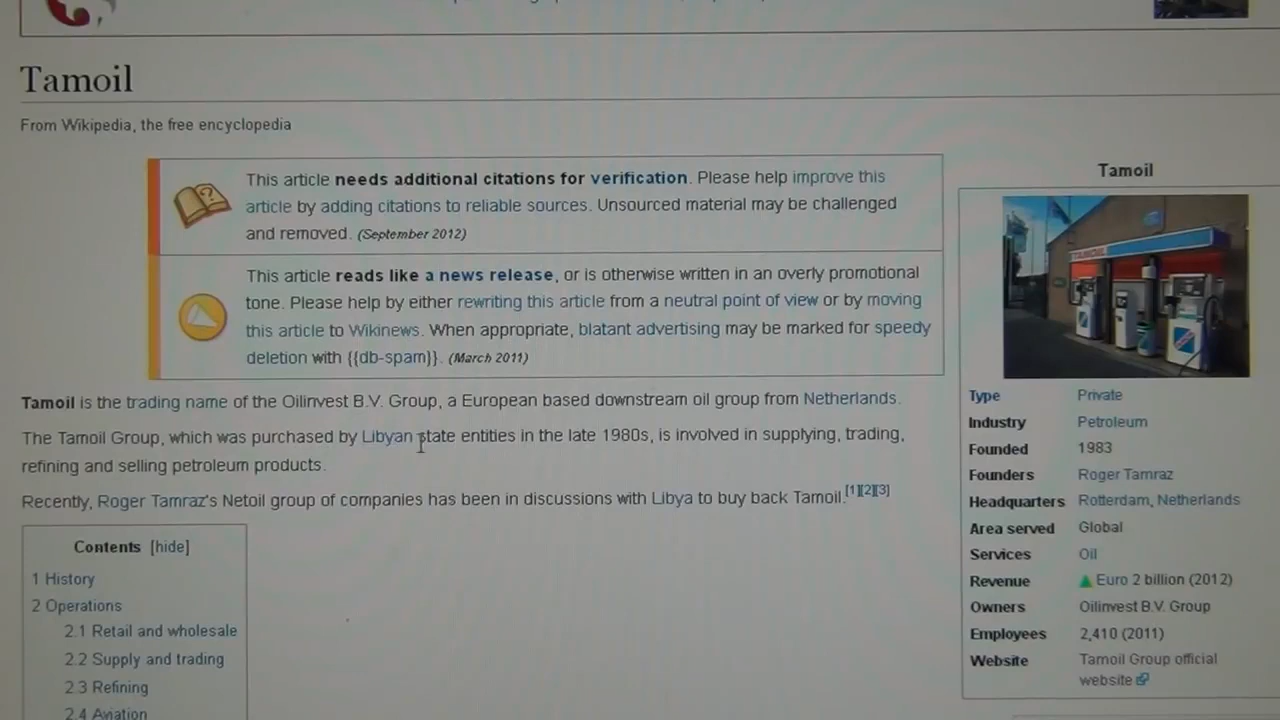 Tamoil
From Wikipedia, the free encyclopedia
This article needs additional citations for verification. Please help improve this
article by adding citations to reliable sources. Unsourced material may be challenged
and removed. (September 2012)
This article reads like a news release, or is otherwise written in an overly promotional
tone. Please help by either rewriting this article from a neutral point of view or by moving
this article to Wikinews. When appropriate, blatant advertising may be marked for speedy
deletion with {{db-spam}}. (March 2011)
Tamoil is the trading name of the Oilinvest B.V. Group, a European based downstream oil group from Netherlands.
The Tamoil Group, which was purchased by Libyan state entities in the late 1980s, is involved in supplying, trading,
refining and selling petroleum products.
Recently, Roger Tamraz's Netoil group of companies has been in discussions with Libya to buy back Tamoil.[1][2][3]
Contents [hide]
1 History
2 Operations
2.1 Retail and wholesale
2.2 Supply and trading
2.3 Refining
2.4 Aviation
Tamoil
TAMOIL
Type Private
Industry Petroleum
Founded 1983
Founders Roger Tamraz
Headquarters Rotterdam, Netherlands
Area served Global
Services Oil
Revenue ▲ Euro 2 billion (2012)
Owners Oilinvest B.V. Group
Employees 2,410 (2011)
Website Tamoil Group official
website